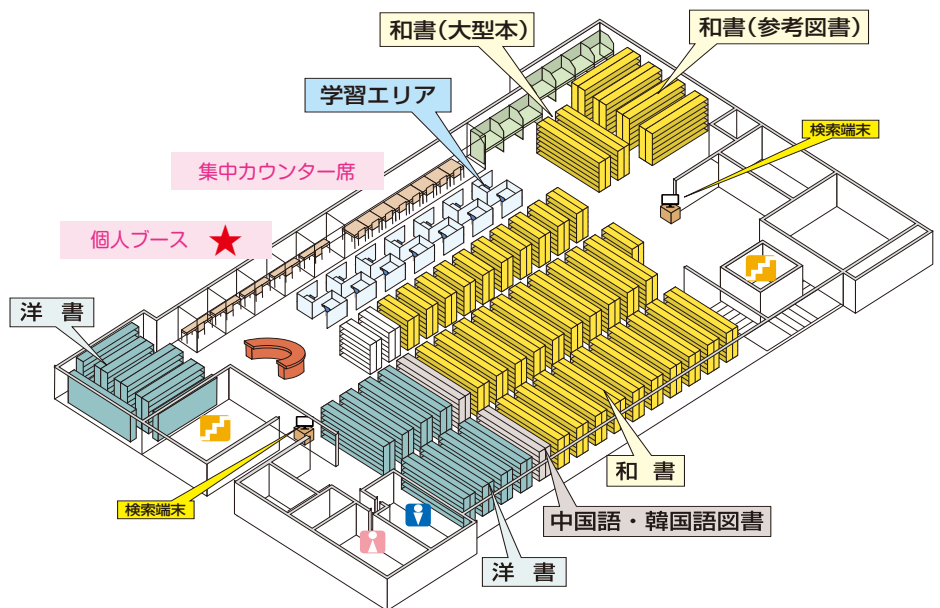 和書(大型本)
和書(参考図書)
学習エリア
検索端末
集中カウンター席
個人ブース ★
洋 書
和 書
検索端末
中国語・韓国語図書
洋 書